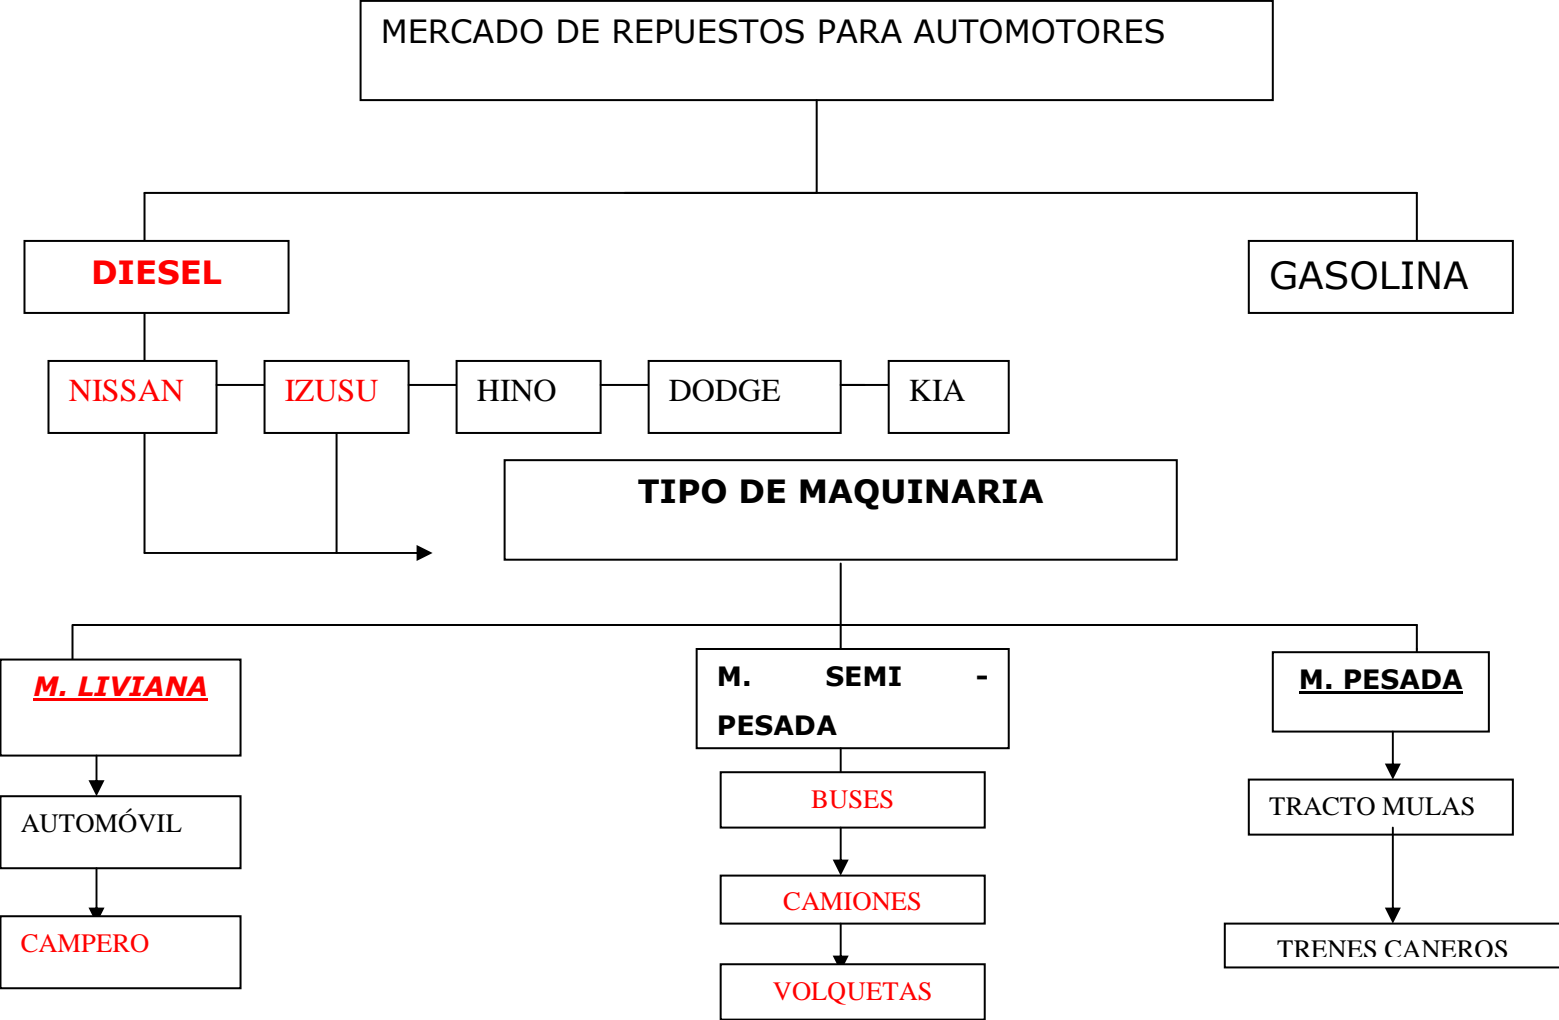 MERCADO DE REPUESTOS PARA AUTOMOTORES
DIESEL
GASOLINA
NISSAN
IZUSU
HINO
DODGE
KIA
TIPO DE MAQUINARIA
M. LIVIANA
M. SEMI -
PESADA
M. PESADA
AUTOMÓVIL
BUSES
TRACTO MULAS
CAMPERO
CAMIONES
TRENES CANEROS
VOLQUETAS